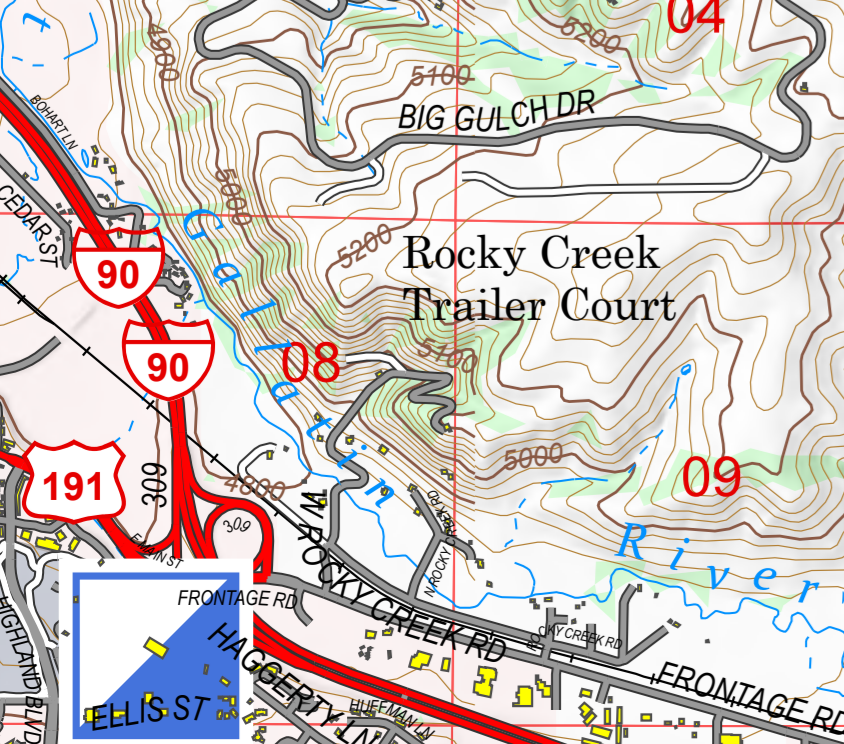 t
04
4900
5200
5100
BIG GULCH DR
BOHART LN
5000
CEDAR ST
Gallatin
5200
Rocky Creek
Trailer Court
90
90
08
5100
5000
09
191
309
4800
309
E MAIN ST
N ROCKY CREEK RD
River
ROCKY CREEK RD
FRONTAGE RD
ROCKY CREEK RD
HIGHLAND BLVD
HAGGERTY LN
HUFFMAN LN
FRONTAGE RD
ELLIS ST